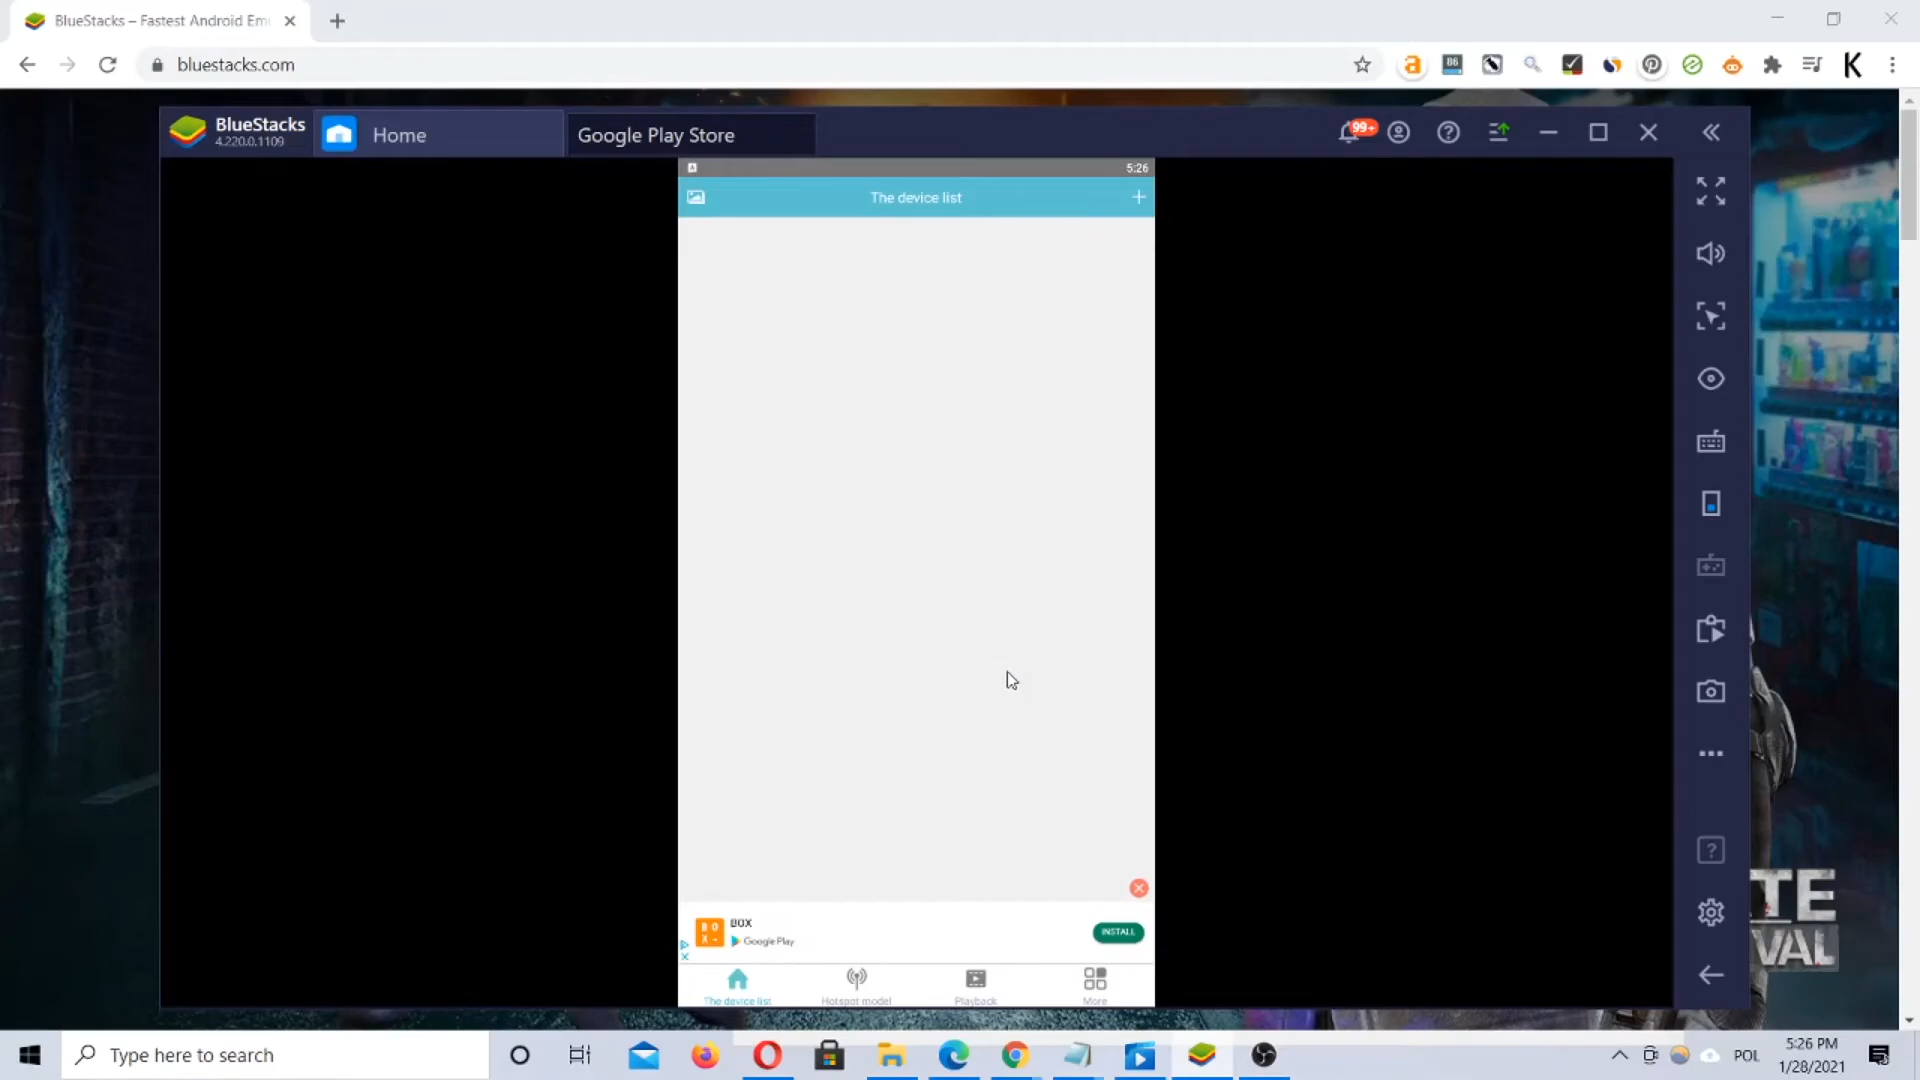 BlueStacks – Fastest Android Em
bluestacks.com
86
K
BlueStacks
4.220.0.1109
Home
Google Play Store
99+
A
5:26
The device list
BOX
BOX-
Google Play
INSTALL
The device list
Hotspot model
Playback
More
TE
VAL
Type here to search
POL
5:26 PM
1/28/2021